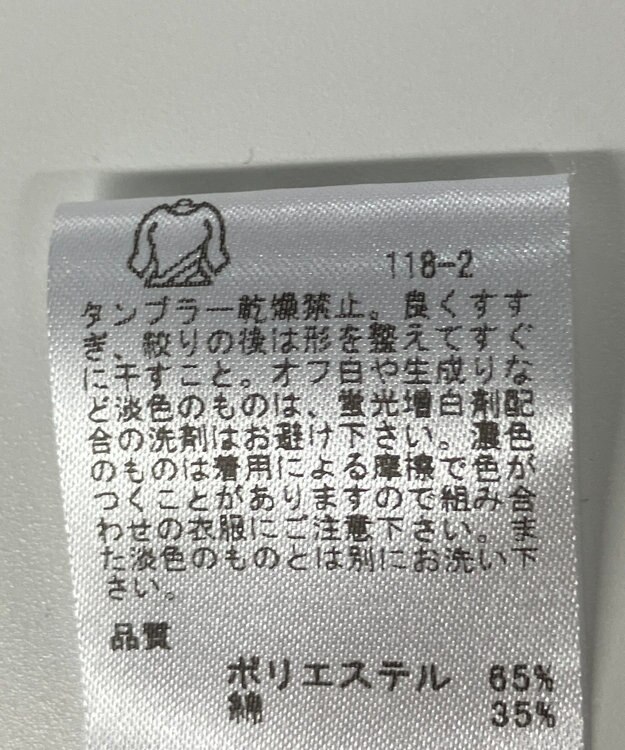 118-2
タンブラー乾燥禁止。良くすす
ぎ、絞りの後は形を整えてすぐ
に干すこと。オフ白や生成りな
ど淡色のものは、蛍光増白剤配
合の洗剤はお避け下さい。濃色
のものは着用による摩擦で色が
つくことがありますので組み合
わせの衣服にご注意下さい。ま
た淡色のものとは別にお洗い下
さい。
品質
ポリエステル 65%
綿 35%